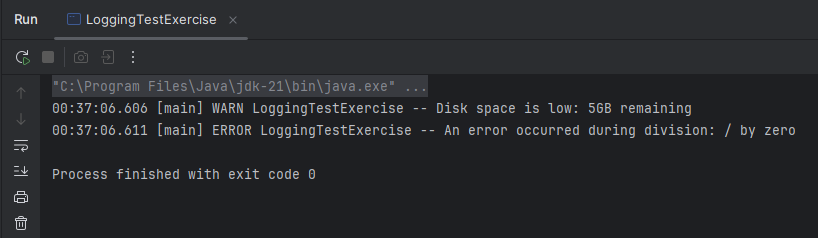 Run LoggingTestExercise
"C:\Program Files\Java\jdk-21\bin\java.exe" ...
00:37:06.606 [main] WARN LoggingTestExercise -- Disk space is low: 5GB remaining
00:37:06.611 [main] ERROR LoggingTestExercise -- An error occurred during division: / by zero
Process finished with exit code 0